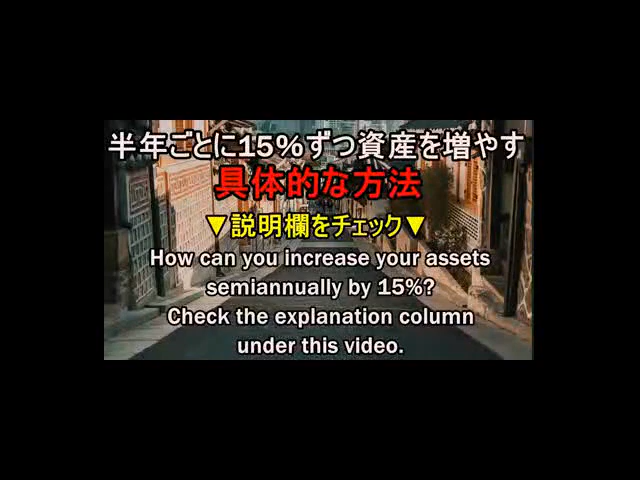 半年ごとに15％ずつ資産を増やす
具体的な方法
▼説明欄をチェック▼
How can you increase your assets
semiannually by 15%?
Check the explanation column
under this video.